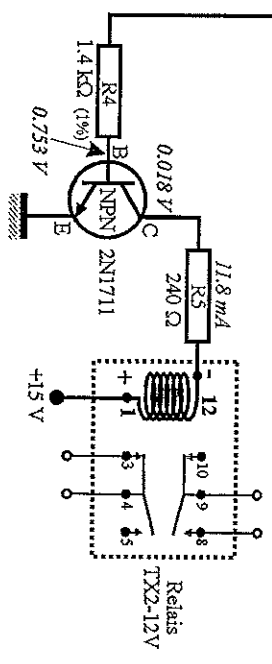 R4
1.4 kΩ (1%)
0.753 V
B
0.018 V
C
NPN
E
2N1711
11.8 mA
R5
240 Ω
-
12
+
1
+15 V
10
9
8
3
4
5
Relais
TX2-12V